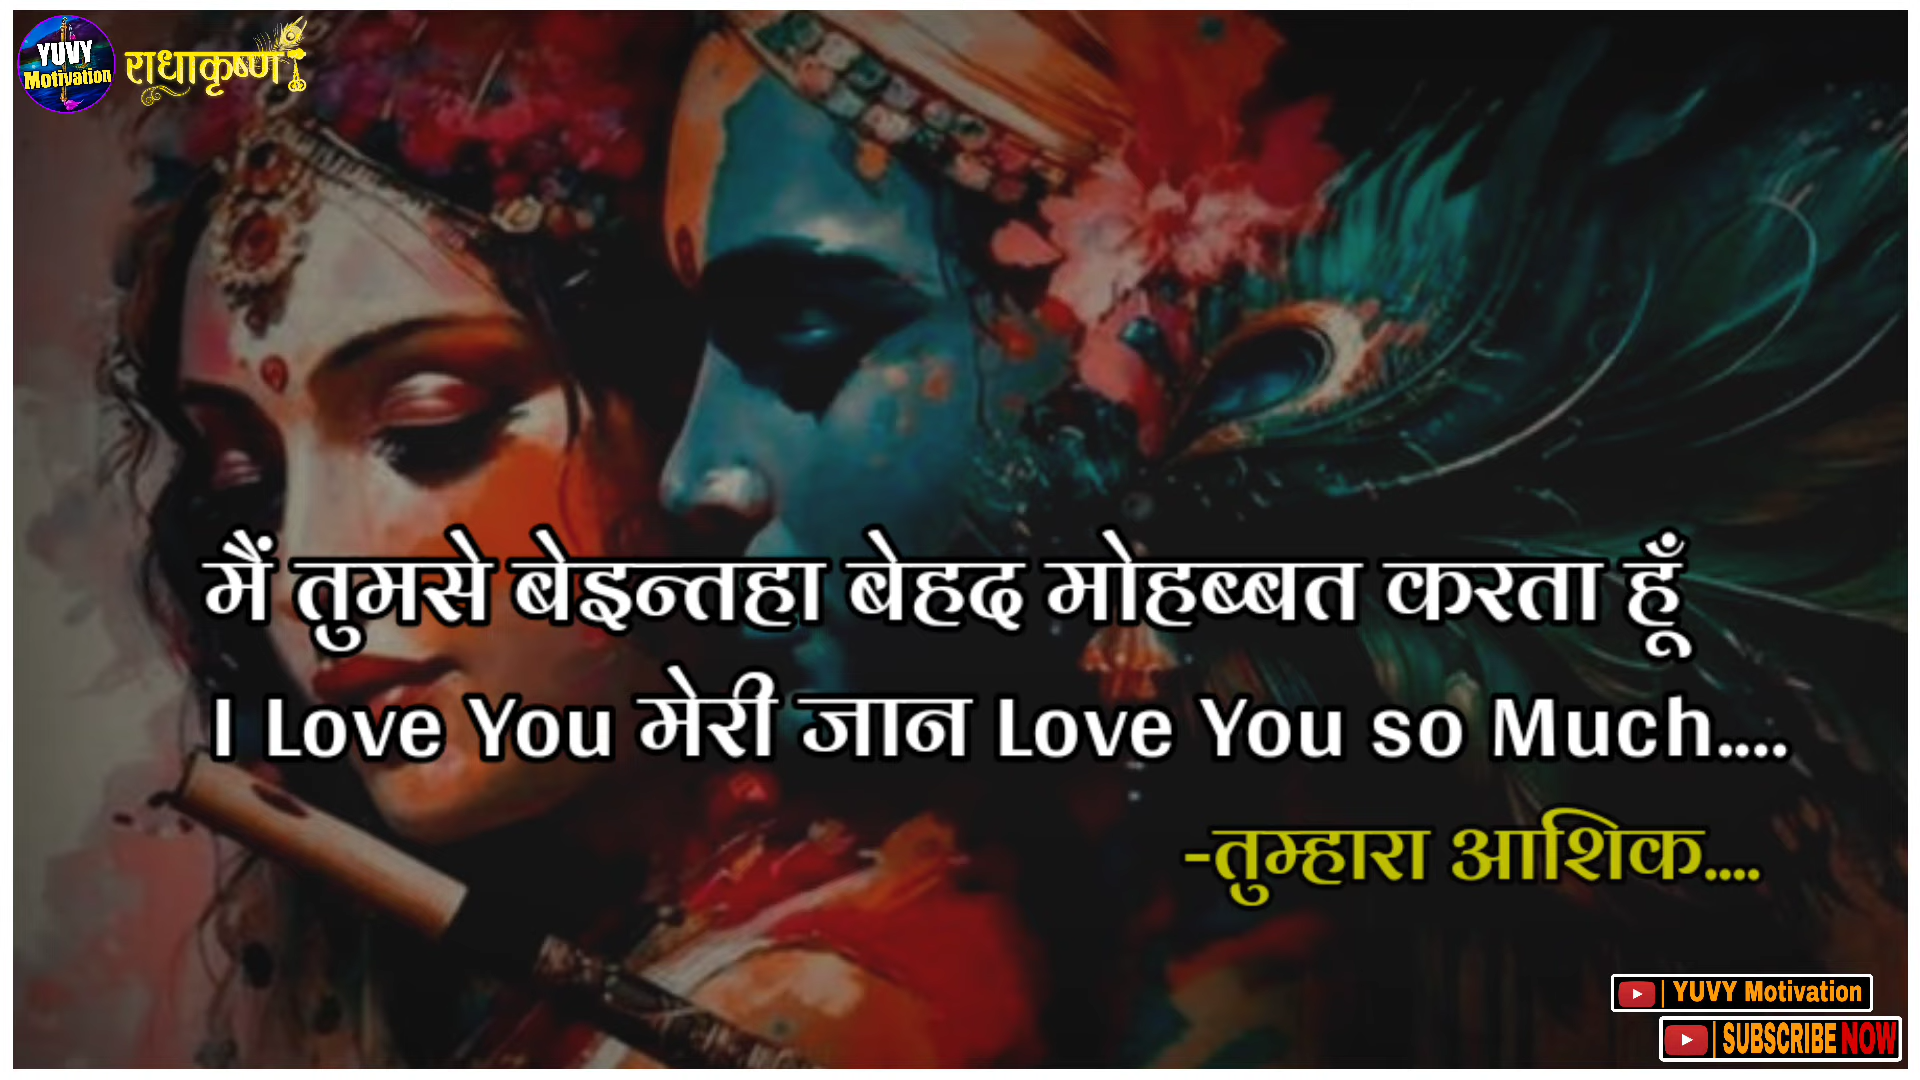 YUVY
Motivation
राधाकृष्ण
मैं तुमसे बेइन्तहा बेहद मोहब्बत करता हूँ
I Love You मेरी जान Love You so Much....
-तुम्हारा आशिक....
| YUVY Motivation
| SUBSCRIBE NOW